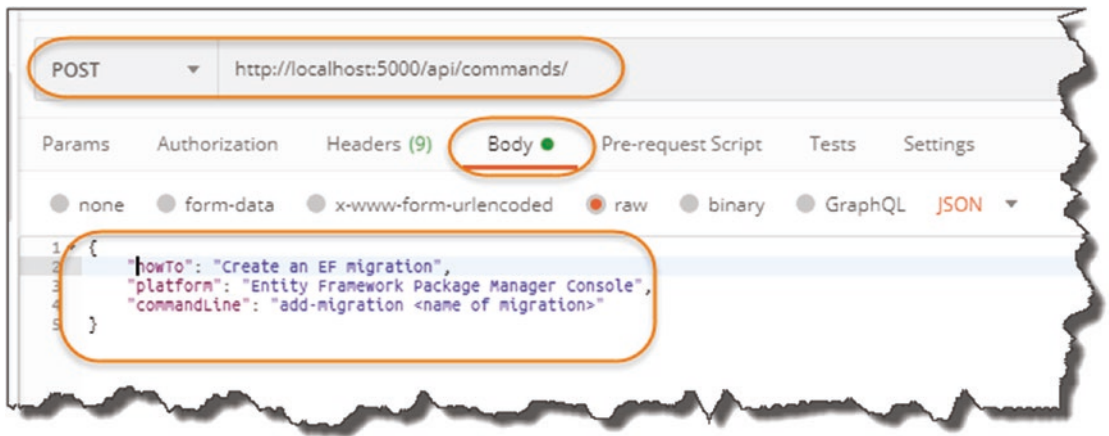 POST http://localhost:5000/api/commands/
Params Authorization Headers (9) Body Pre-request Script Tests Settings
none form-data x-www-form-urlencoded raw binary GraphQL JSON
1 {
2 "howTo": "Create an EF migration",
3 "platform": "Entity Framework Package Manager Console",
4 "commandLine": "add-migration <name of migration>"
5 }